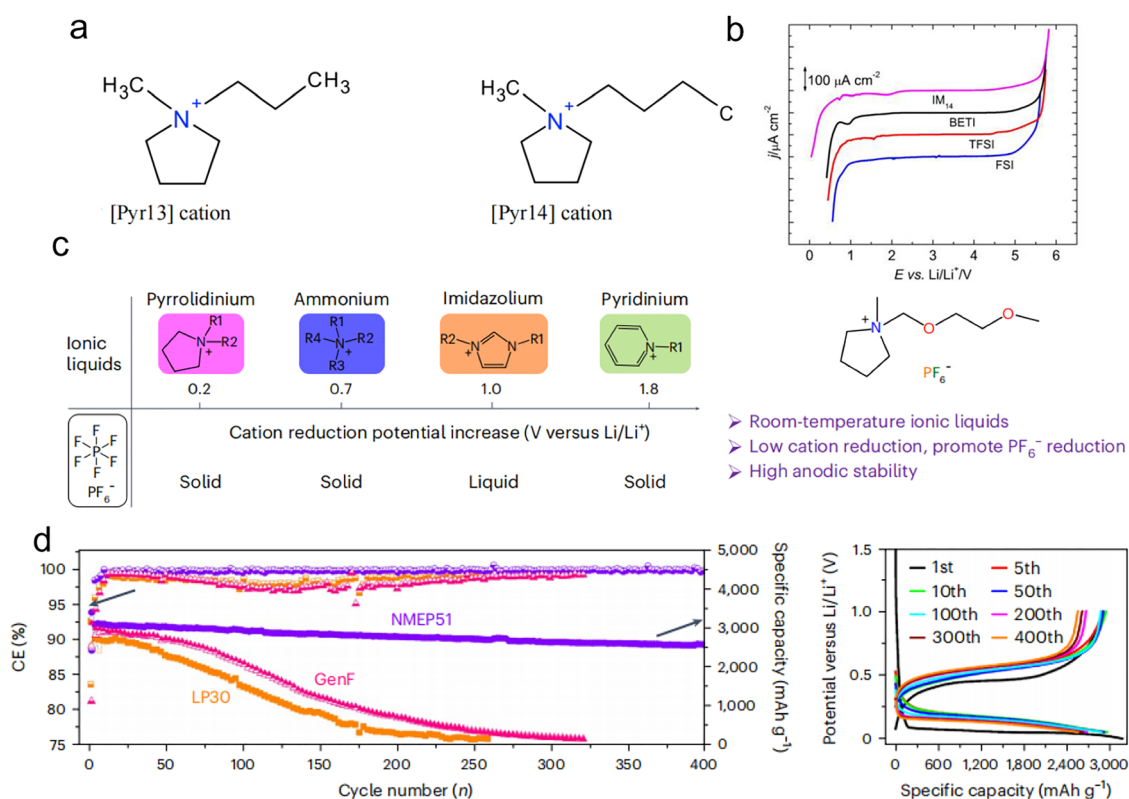 a
H₃C
CH₃
N
+
[Pyr13] cation
H₃C
C
N
+
[Pyr14] cation
b
100 μA cm⁻²
IM₁₄
BETI
TFSI
FSI
j/μA cm⁻²
0 1 2 3 4 5 6
E vs. Li/Li⁺/V
c
Pyrrolidinium Ammonium Imidazolium Pyridinium
Ionic liquids
R1
N
R2
+
R1
R4
N
R2
+
R3
R2
N
N
R1
+
N
R1
+
0.2 0.7 1.0 1.8
Cation reduction potential increase (V versus Li/Li⁺)
F
F
F
P
F
F
F
PF₆⁻
Solid Solid Liquid Solid
+
N
O
O
PF₆⁻
➢ Room-temperature ionic liquids
➢ Low cation reduction, promote PF₆⁻ reduction
➢ High anodic stability
d
CE (%)
100
95
90
85
80
75
NMEP51
GenF
LP30
5,000
4,000
3,000
2,000
1,000
0
Specific capacity (mAh g⁻¹)
0 50 100 150 200 250 300 350 400
Cycle number (n)
Potential versus Li/Li⁺ (V)
1.5
1.0
0.5
0
1st 5th
10th 50th
100th 200th
300th 400th
0 600 1,200 1,800 2,400 3,000
Specific capacity (mAh g⁻¹)